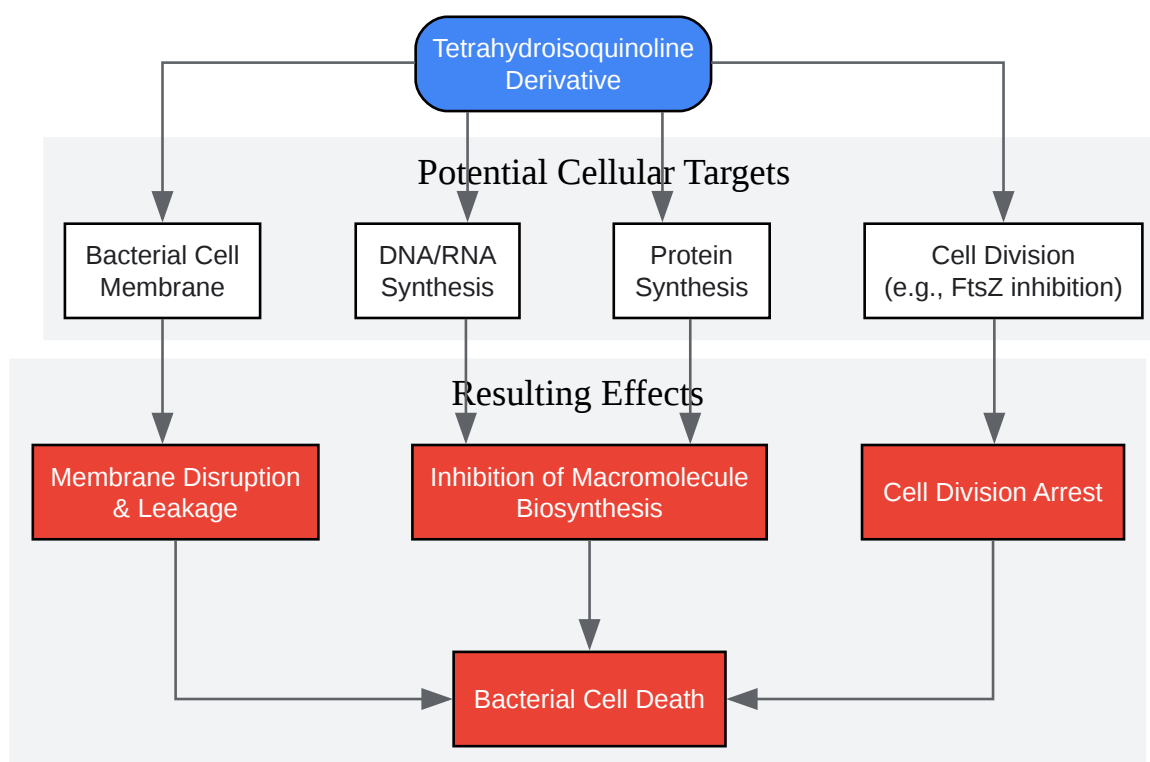 Tetrahydroisoquinoline
Derivative
Potential Cellular Targets
Bacterial Cell
Membrane
DNA/RNA
Synthesis
Protein
Synthesis
Cell Division
(e.g., FtsZ inhibition)
Resulting Effects
Membrane Disruption
& Leakage
Inhibition of Macromolecule
Biosynthesis
Cell Division Arrest
Bacterial Cell Death